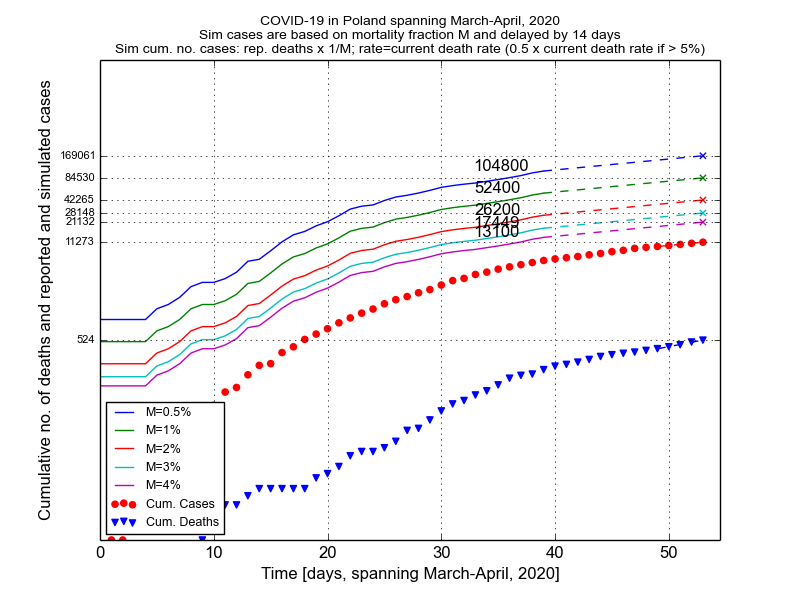 COVID-19 in Poland spanning March-April, 2020
Sim cases are based on mortality fraction M and delayed by 14 days
Sim cum. no. cases: rep. deaths x 1/M; rate=current death rate (0.5 x current death rate if > 5%)
Cumulative no. of deaths and reported and simulated cases
169061
84530
42265
28148
21132
11273
524
104800
52400
26200
17449
13100
M=0.5%
M=1%
M=2%
M=3%
M=4%
Cum. Cases
Cum. Deaths
0 10 20 30 40 50
Time [days, spanning March-April, 2020]